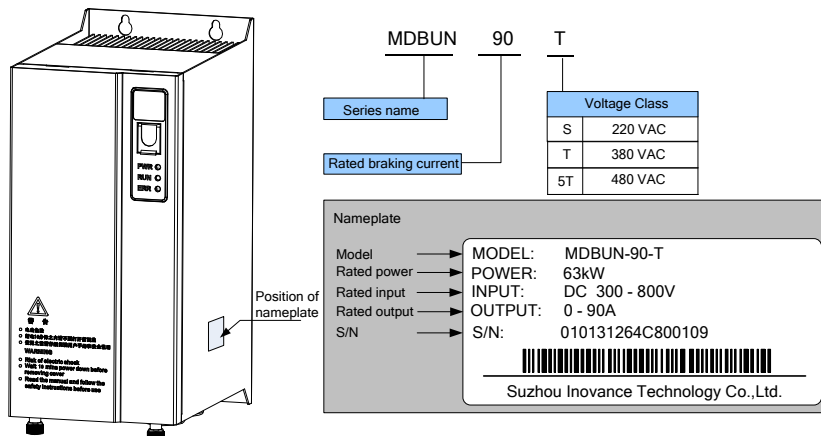 MDBUN 90 T
Series name
Rated braking current
Voltage Class
S 220 VAC
T 380 VAC
5T 480 VAC
PWR
RUN
ERR
Position of
nameplate
警 告
WARNING
Risk of electric shock
Wait 10 mins power down before
removing cover
Read the manual and follow the
safety instructions before use
Nameplate
Model MODEL: MDBUN-90-T
Rated power POWER: 63kW
Rated input INPUT: DC 300 - 800V
Rated output OUTPUT: 0 - 90A
S/N S/N: 010131264C800109
Suzhou Inovance Technology Co.,Ltd.